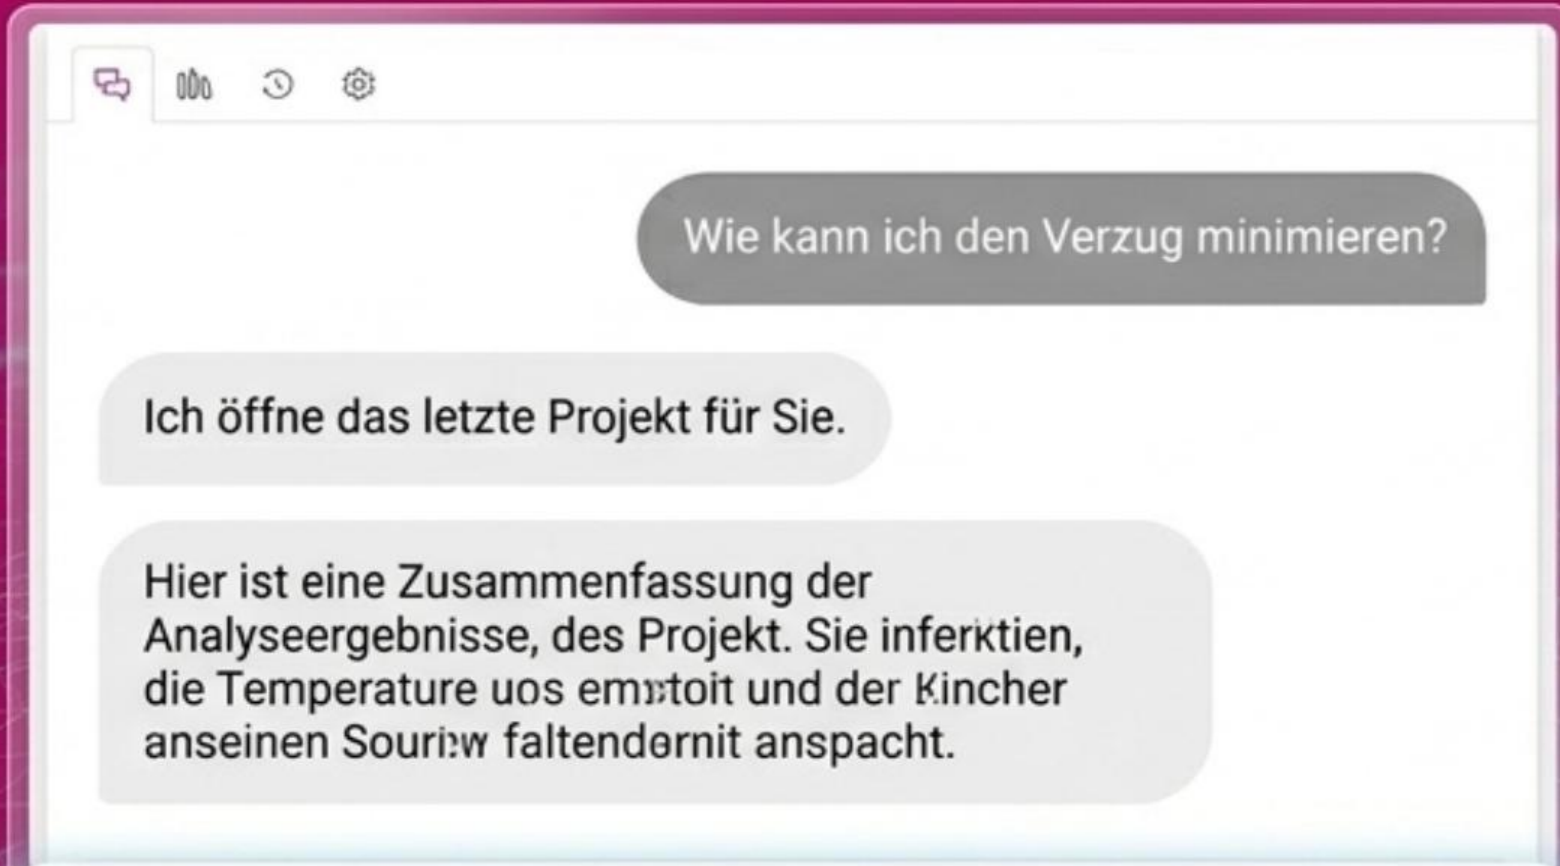 Wie kann ich den Verzug minimieren?
Ich öffne das letzte Projekt für Sie.
Hier ist eine Zusammenfassung der
Analyseergebnisse, des Projekt. Sie inferktien,
die Temperature uos und der Kincher
anseinen faltendernit anspacht.